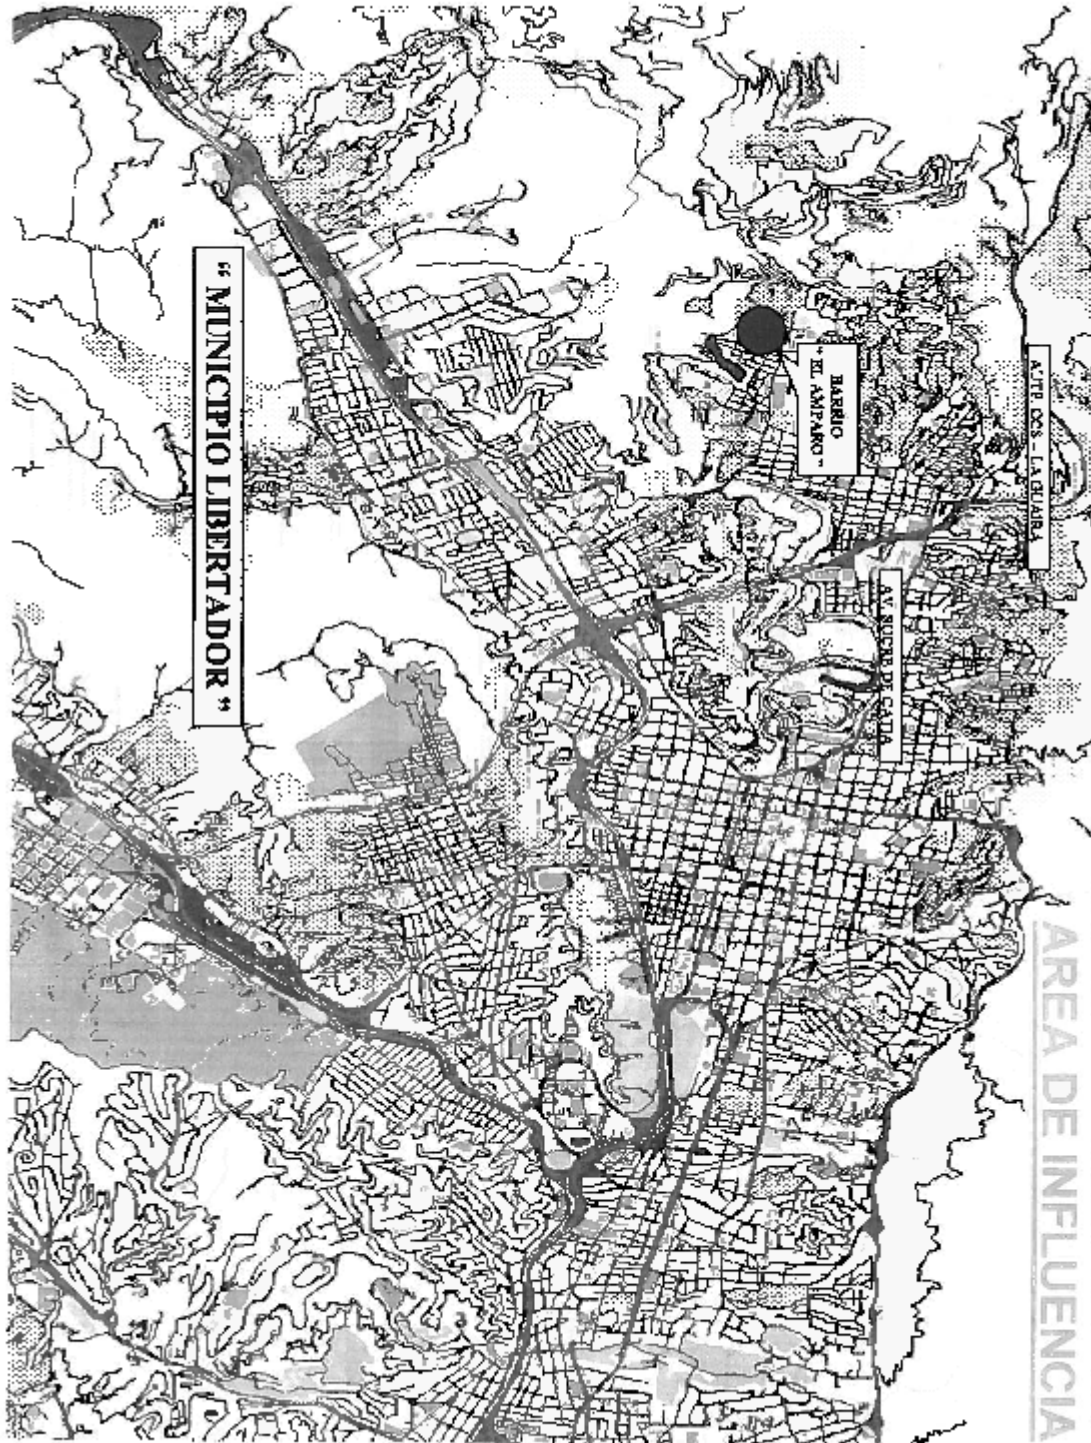 AREA DE INFLUENCIA
AUTP. CCS - LA GUAIRA
AV. SUCRE DE CATIA
BARRIO
" EL AMPARO "
" MUNICIPIO LIBERTADOR "